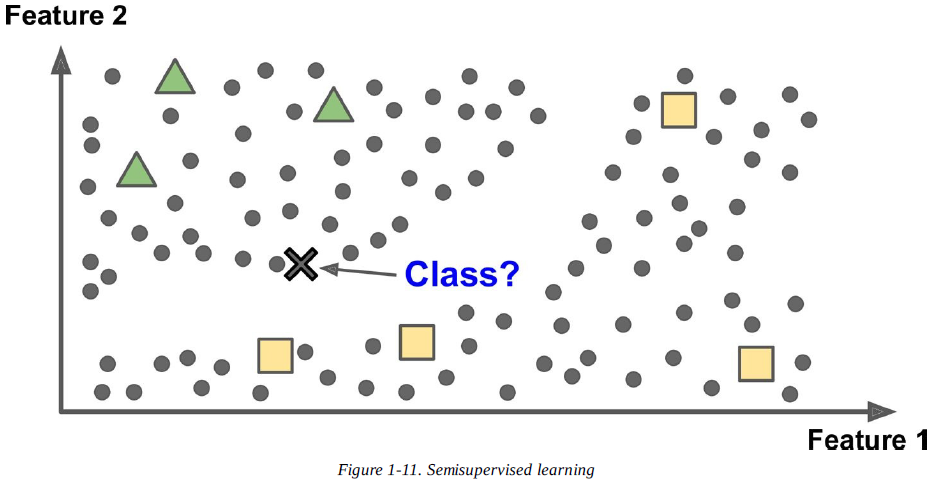 Feature 2
Class?
Feature 1
Figure 1-11. Semisupervised learning